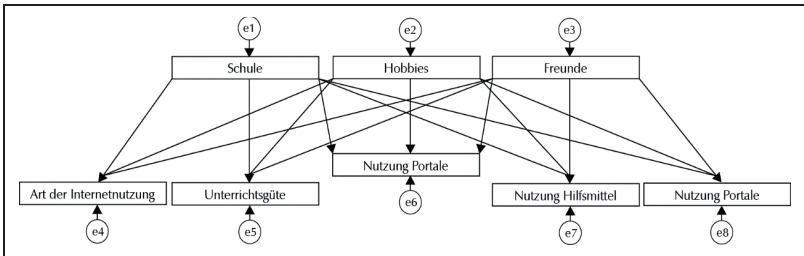 e1 e2 e3
Schule Hobbies Freunde
Nutzung Portale
Art der Internetnutzung Unterrichtsgüte Nutzung Hilfsmittel Nutzung Portale
e6
e4 e5 e7 e8